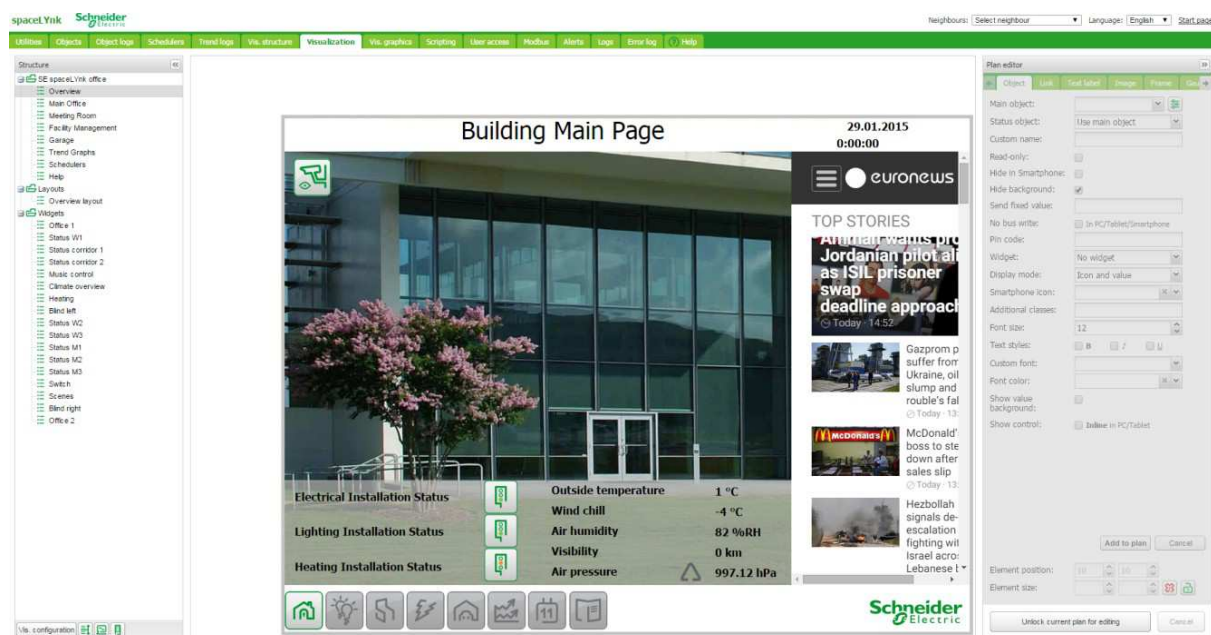 spaceLYnk Schneider Electric
Neighbours: Select neighbour Language: English Start page
Utilities Objects Object logs Schedulers Trend logs Vis. structure Visualization Vis. graphics Scripting User access Modbus Alerts Logs Error log Help
Structure
SE spaceLYnk office
Overview
Main Office
Meeting Room
Facility Management
Garage
Trend Graphs
Schedulers
Help
Layouts
Overview layout
Widgets
Office 1
Status W1
Status corridor 1
Status corridor 2
Music control
Climate overview
Heating
Blind left
Status W2
Status W3
Status M1
Status M2
Status M3
Switch
Scenes
Blind right
Office 2
Vis. configuration
Building Main Page
29.01.2015
0:00:00
euronews
TOP STORIES
Amman wants pro
Jordanian pilot ali
as ISIL prisoner
swap
deadline approach
Today - 14:52
Gazprom p
suffer from
Ukraine, oil
slump and
rouble's fal
Today - 13:
McDonald's
McDonald'
boss to ste
down after
sales slip
Today - 13:
Hezbollah
signals de-
escalation
fighting wit
Israel acro
Lebanese b
Electrical Installation Status
Lighting Installation Status
Heating Installation Status
Outside temperature 1 °C
Wind chill -4 °C
Air humidity 82 %RH
Visibility 0 km
Air pressure 997.12 hPa
11
Schneider Electric
Plan editor
Object Link Text label Image Frame
Main object:
Status object: Use main object
Custom name:
Read-only:
Hide in Smartphone:
Hide background:
Send fixed value:
No bus write: In PC/Tablet/Smartphone
Pin code:
Widget: No widget
Display mode: Icon and value
Smartphone icon:
Additional classes:
Font size: 12
Text styles: B I U
Custom font:
Font color:
Show value
background:
Show control: Inline in PC/Tablet
Add to plan Cancel
Element position: 10 10
Element size:
Unlock current plan for editing Cancel